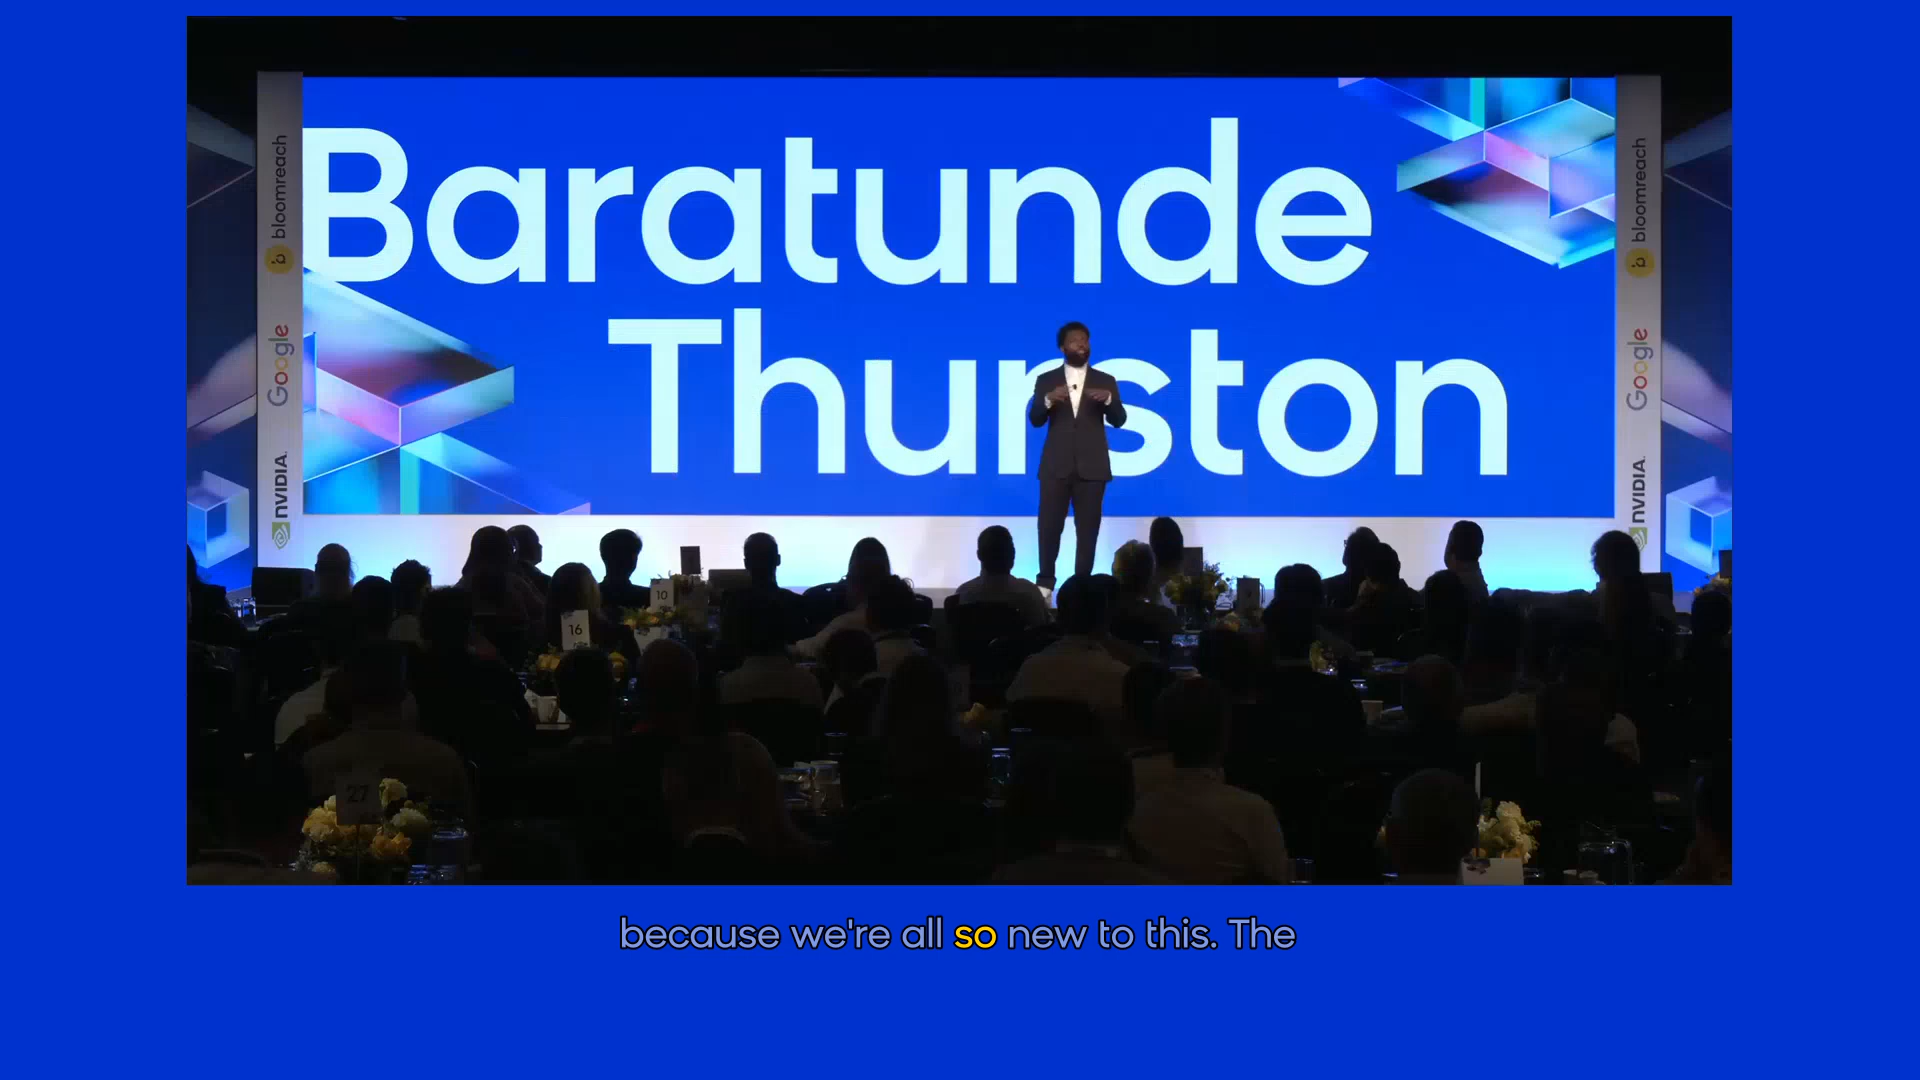 Baratunde
Thurston
bloomreach
Google
NVIDIA
bloomreach
Google
NVIDIA
10
16
27
because we're all so new to this. The